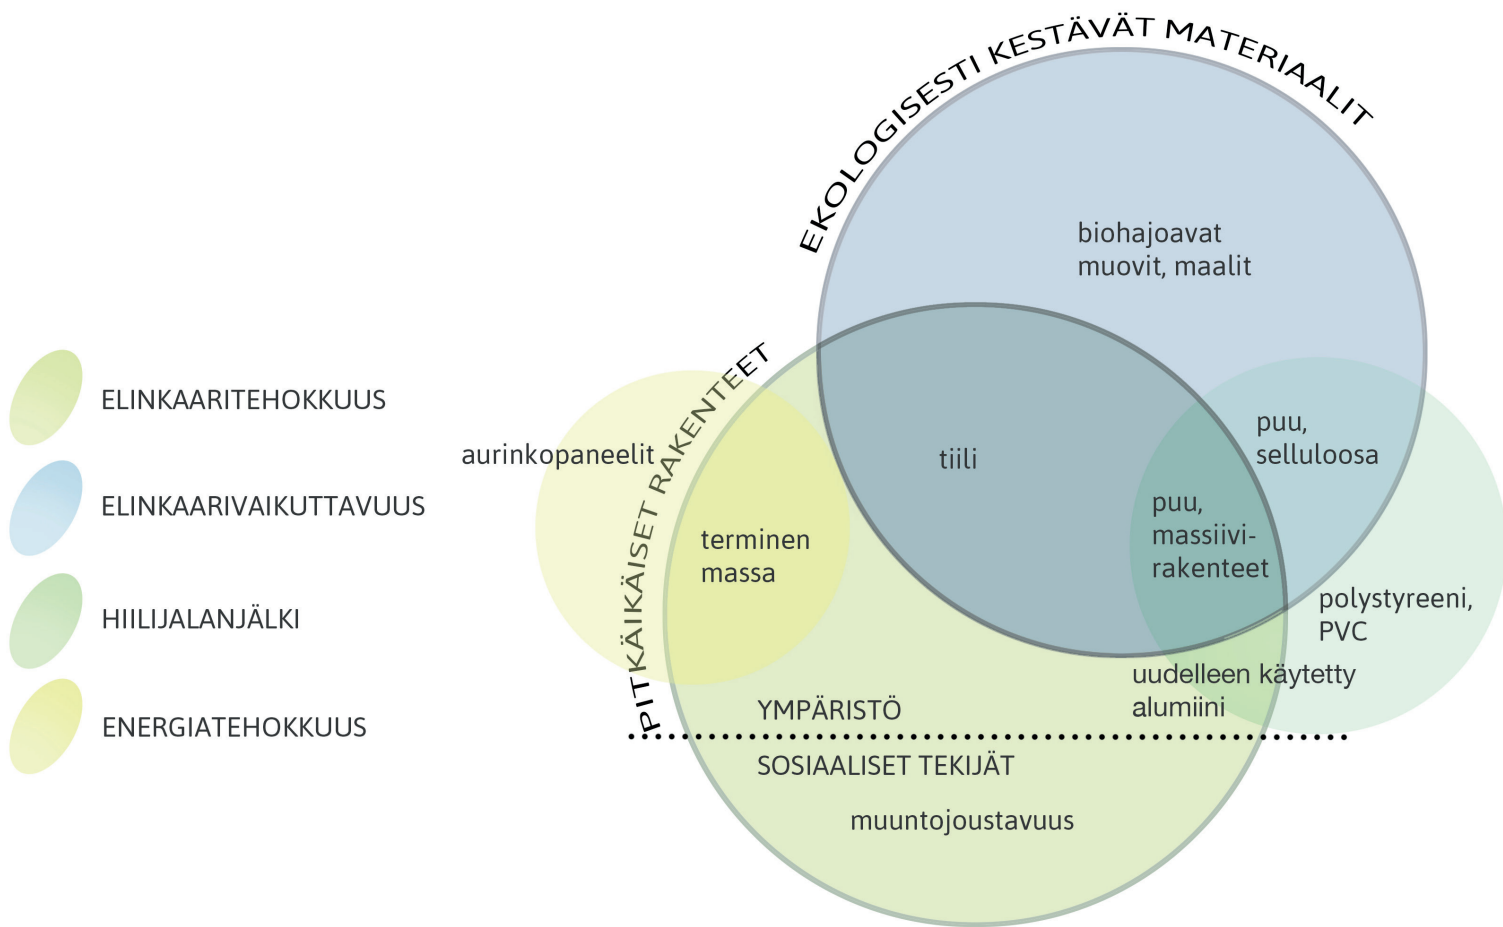 EKOLOGISESTI KESTÄVÄT MATERIAALIT
biohajoavat
muovit, maalit
PITKÄIKÄISET RAKENTEET
ELINKAARITEHOKKUUS
ELINKAARIVAIKUTTAVUUS
HIILIJALANJÄLKI
ENERGIATEHOKKUUS
aurinkopaneelit
terminen
massa
tiili
puu,
selluloosa
puu,
massiivi-
rakenteet
polystyreeni,
PVC
uudelleen käytetty
alumiini
YMPÄRISTÖ
SOSIAALISET TEKIJÄT
muuntojoustavuus